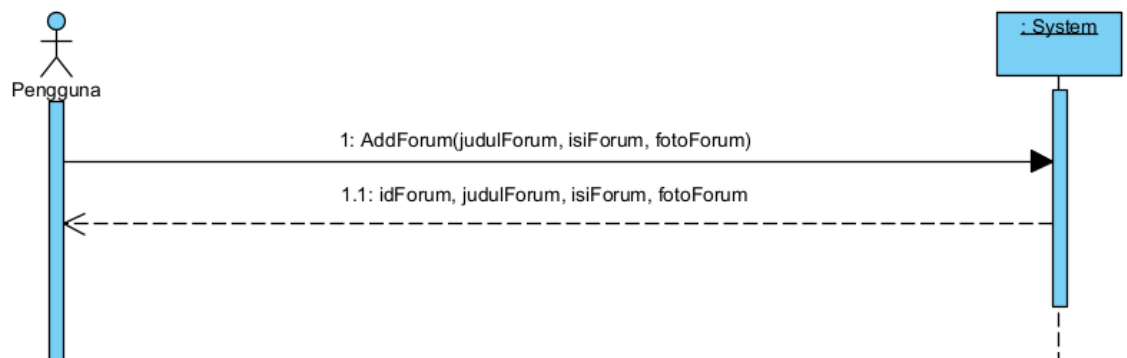 : System
Pengguna
1: AddForum(judulForum, isiForum, fotoForum)
1.1: idForum, judulForum, isiForum, fotoForum